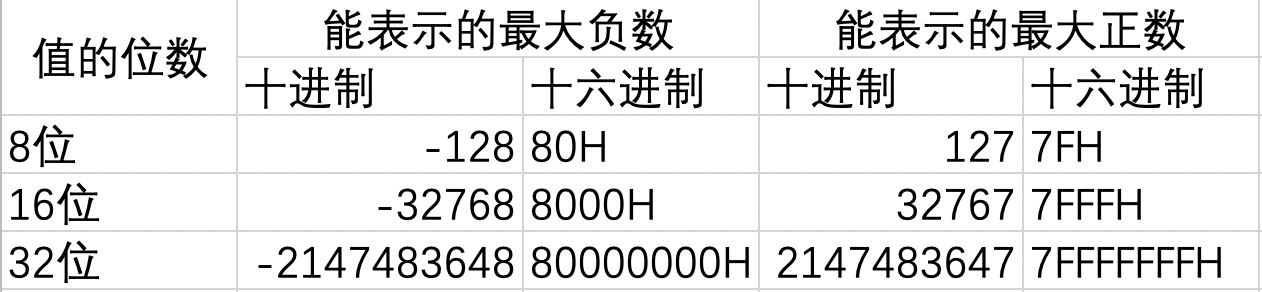 值的位数 能表示的最大负数 能表示的最大正数
十进制 十六进制 十进制 十六进制
8位 -128 80H 127 7FH
16位 -32768 8000H 32767 7FFFH
32位 -2147483648 80000000H 2147483647 7FFFFFFFH